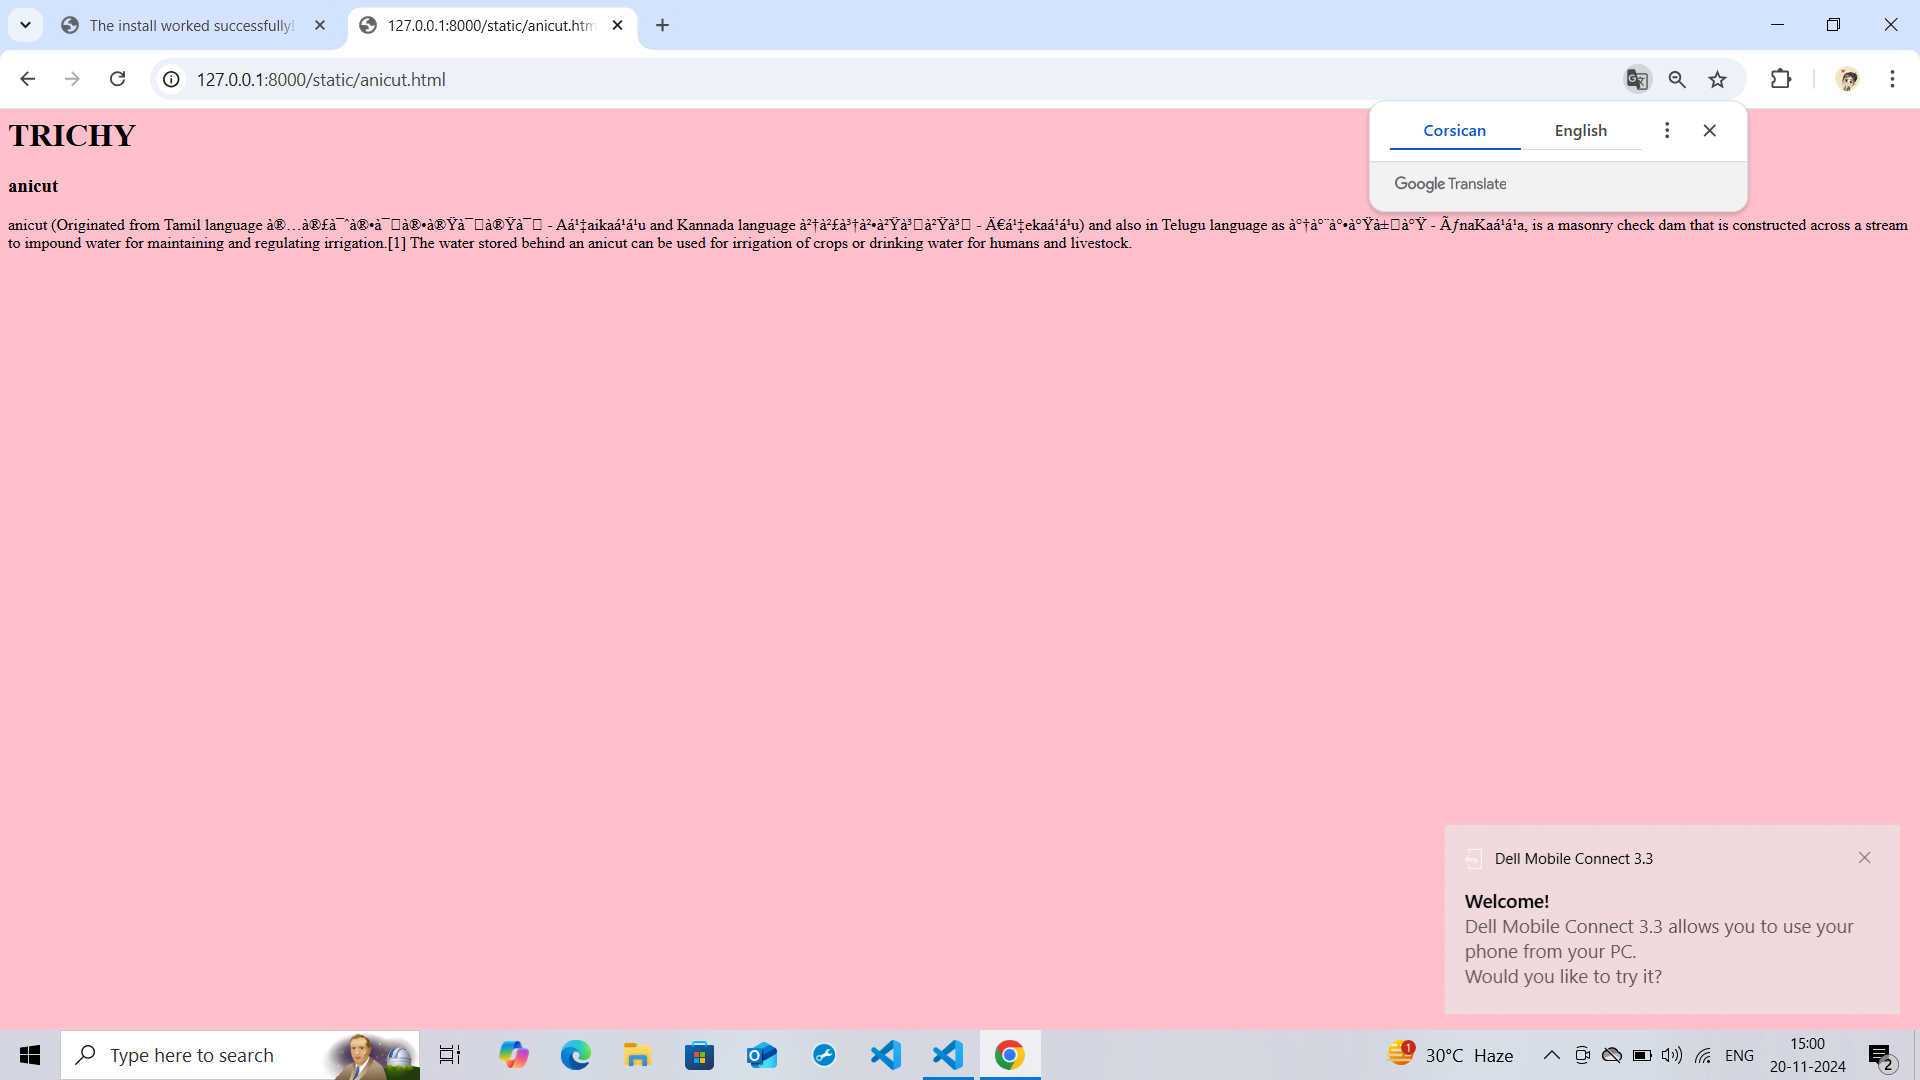 The install worked successfully!
127.0.0.1:8000/static/anicut.htm
127.0.0.1:8000/static/anicut.html
Corsican English
Google Translate
TRICHY
anicut
anicut (Originated from Tamil language à®…à®£à¯ˆà®•à¯à®•à®Ÿà¯à®Ÿà¯ - Aá¹‡aikaá¹­á¹­u and Kannada language à²†à²£à³†à²•à²Ÿà³à²Ÿà³ - Ä€á¹‡ekaá¹­á¹­u) and also in Telugu language as à°†à°¨à°•à°Ÿà±à°Ÿ - ÃƒnaKaá¹­á¹­a, is a masonry check dam that is constructed across a stream
to impound water for maintaining and regulating irrigation.[1] The water stored behind an anicut can be used for irrigation of crops or drinking water for humans and livestock.
Dell Mobile Connect 3.3
Welcome!
Dell Mobile Connect 3.3 allows you to use your
phone from your PC.
Would you like to try it?
Type here to search
1
30°C Haze
ENG
15:00
20-11-2024
2